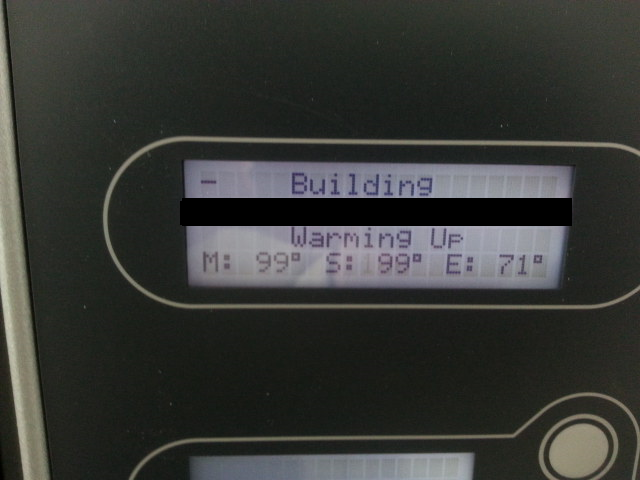 - Building
Warming Up
M: 99° S: 99° E: 71°